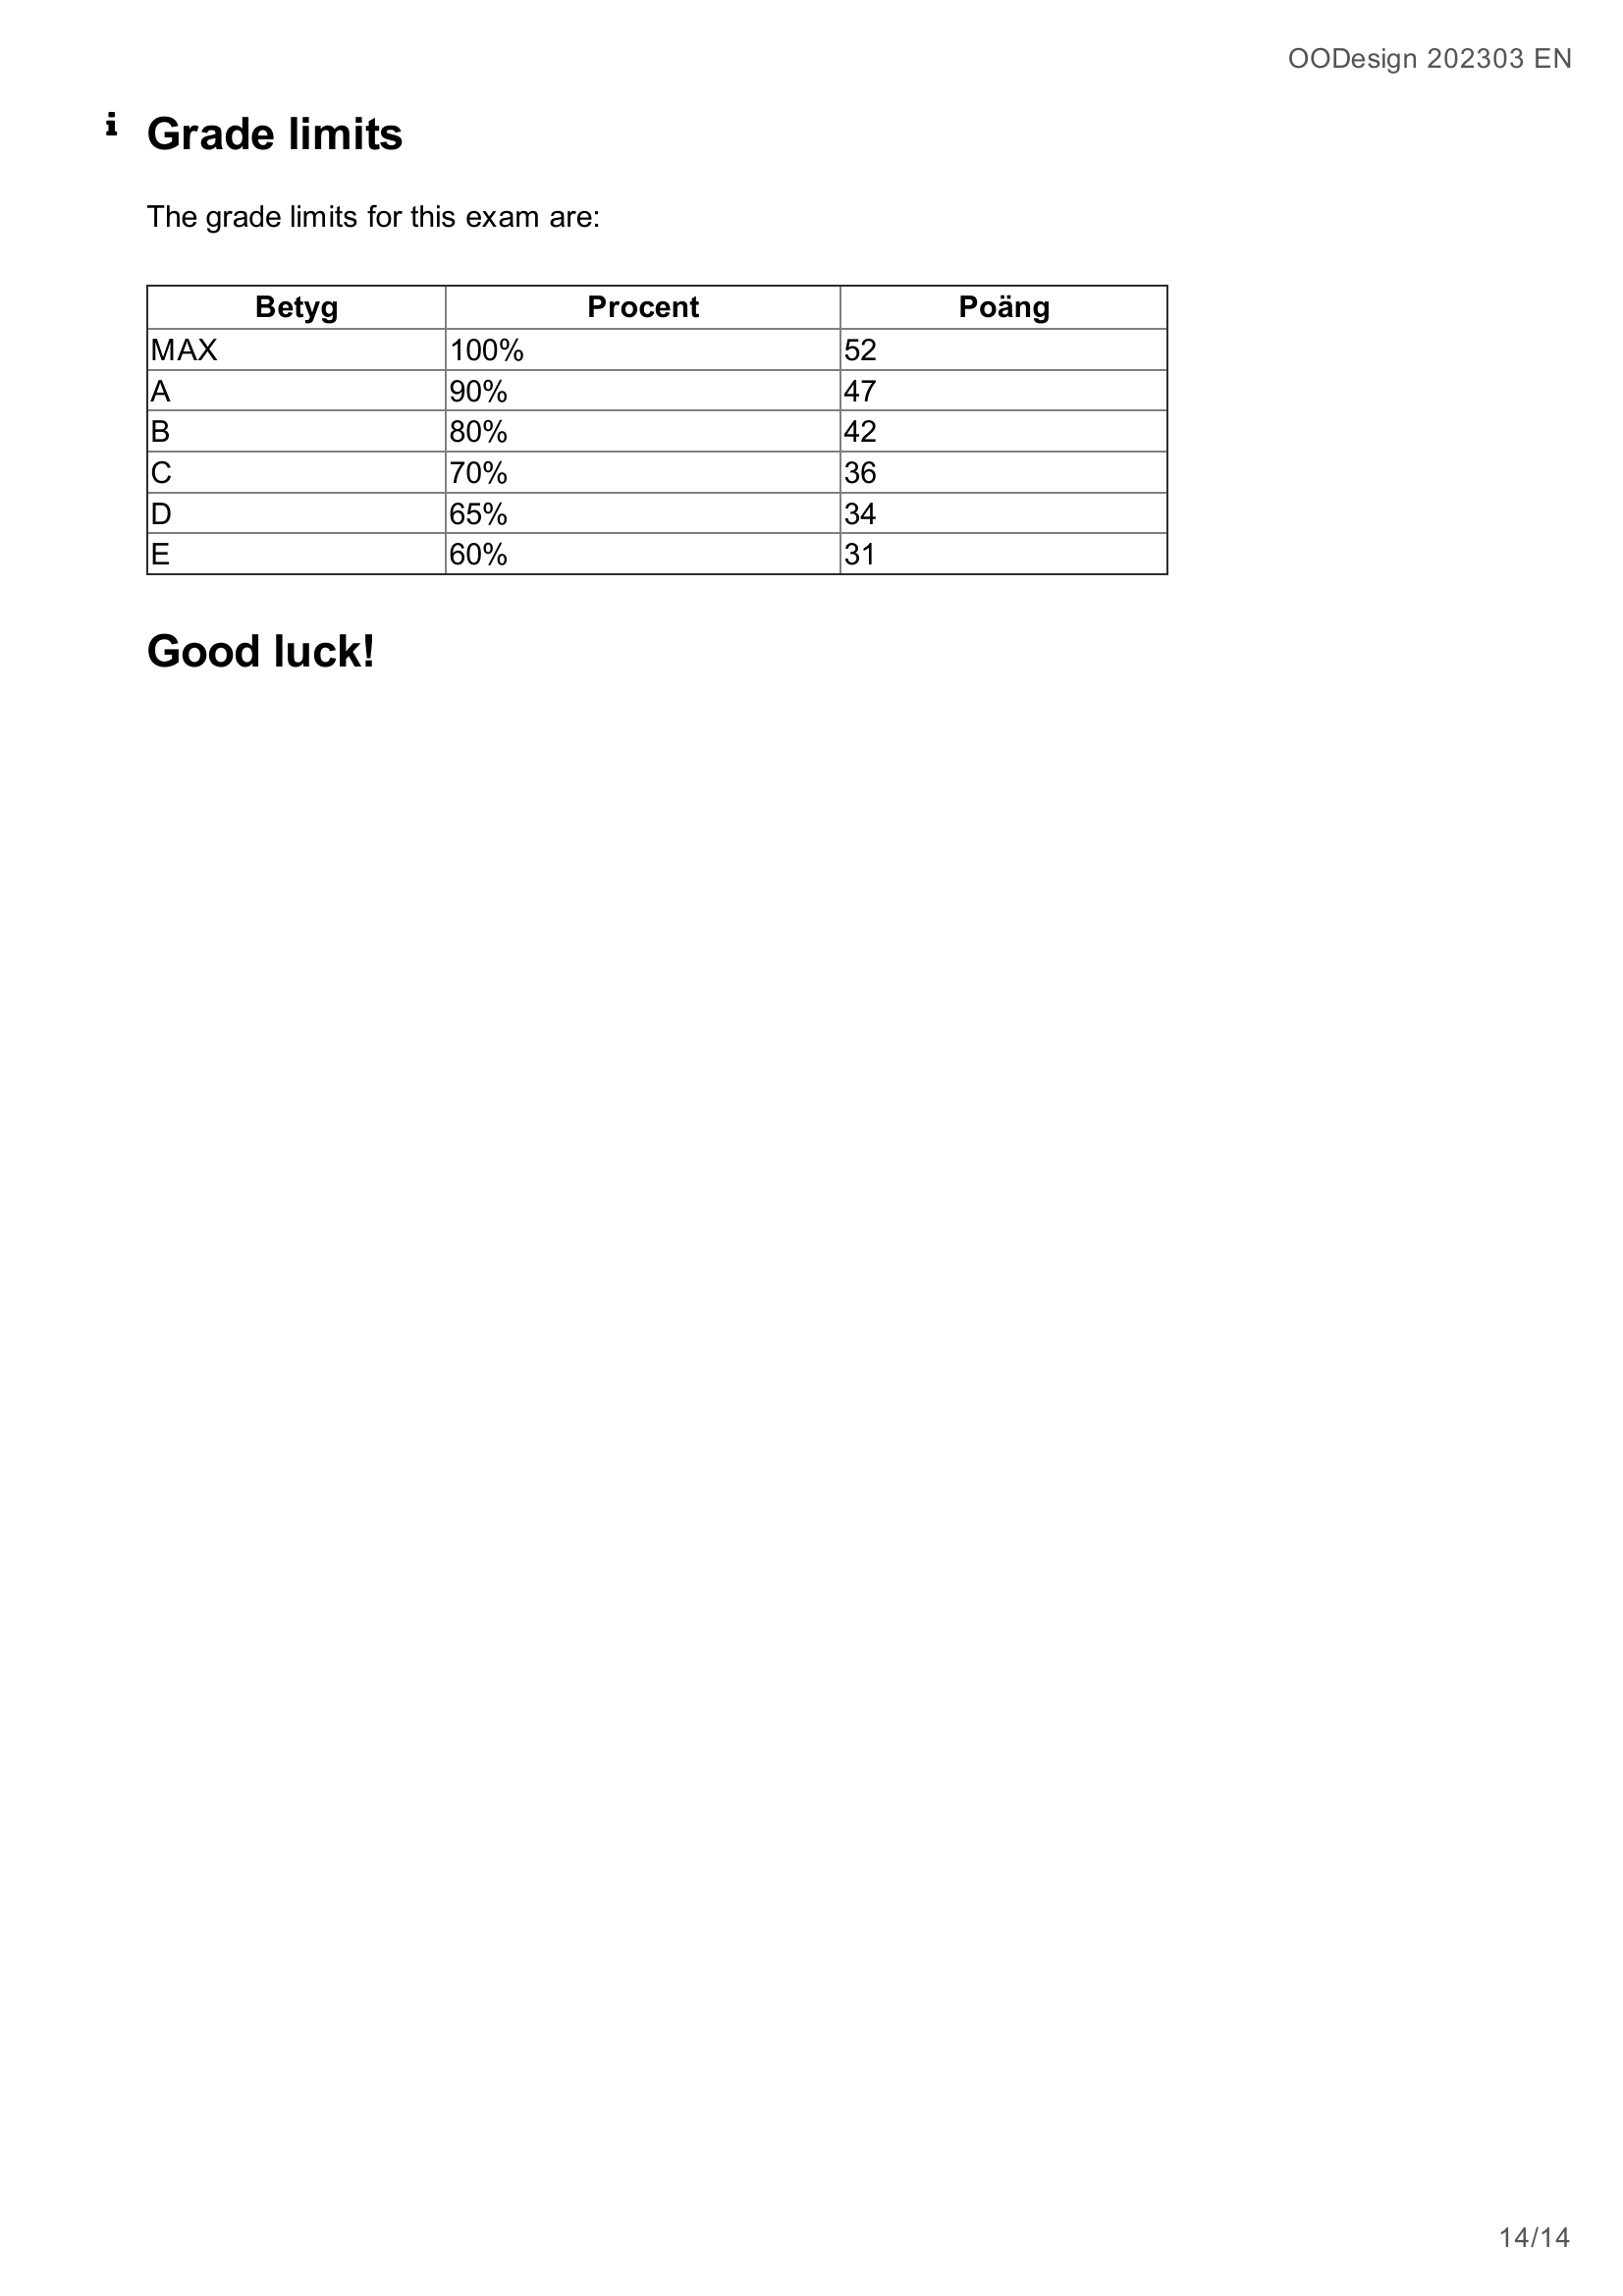 OODesign 202303 EN
i Grade limits
The grade limits for this exam are:
Betyg Procent Poäng
MAX 100% 52
A 90% 47
B 80% 42
C 70% 36
D 65% 34
E 60% 31
Good luck!
14/14